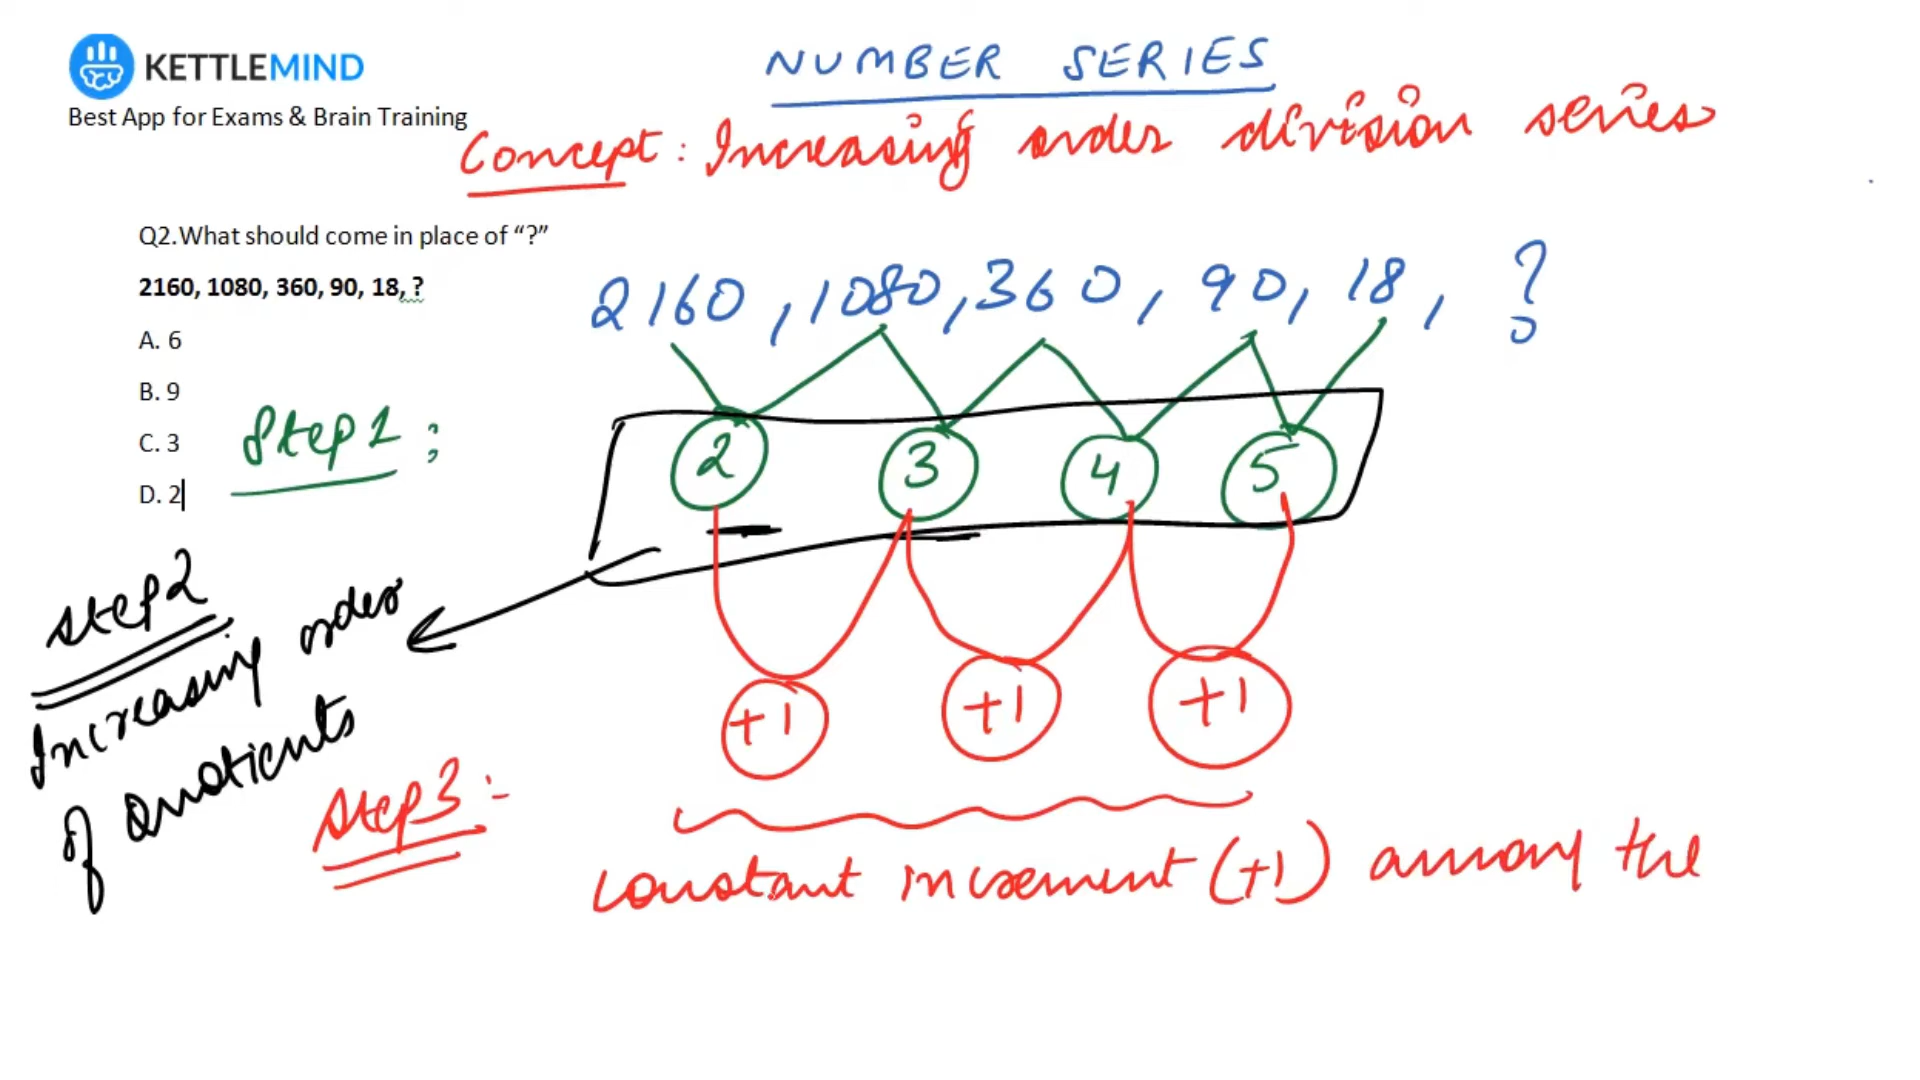 KETTLEMIND
Best App for Exams & Brain Training
NUMBER SERIES
Concept: Increasing order division series
Q2.What should come in place of “?”
2160, 1080, 360, 90, 18, ?
A. 6
B. 9
C. 3
D. 2
2160, 1080, 360, 90, 18, ?
Step1:
2 3 4 5
Step2
Increasing order
of quotients
+1 +1 +1
Step3:-
constant increment (+1) among the